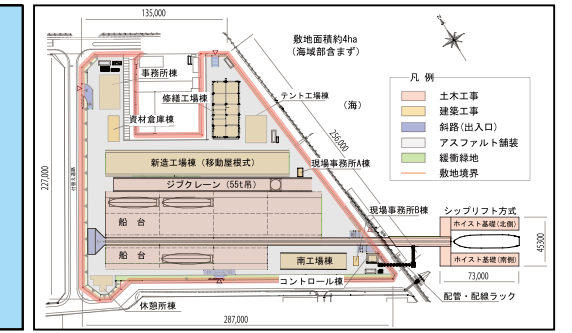 135,000
敷地面積約4ha
（海域部含まず）
事務所棟
修繕工場棟
テント工場棟
（海）
資材倉庫棟
256,000
凡 例
土木工事
建築工事
斜路(出入口)
アスファルト舗装
緩衝緑地
敷地境界
新造工場棟（移動屋根式）
現場事務所A棟
227,000
ジブクレーン（55t吊）
船 台
現場事務所B棟
シップリフト方式
ホイスト基礎(北側)
45300
船 台
南工場棟
ホイスト基礎(南側)
コントロール棟
73,000
休憩所棟
配管・配線ラック
287,000